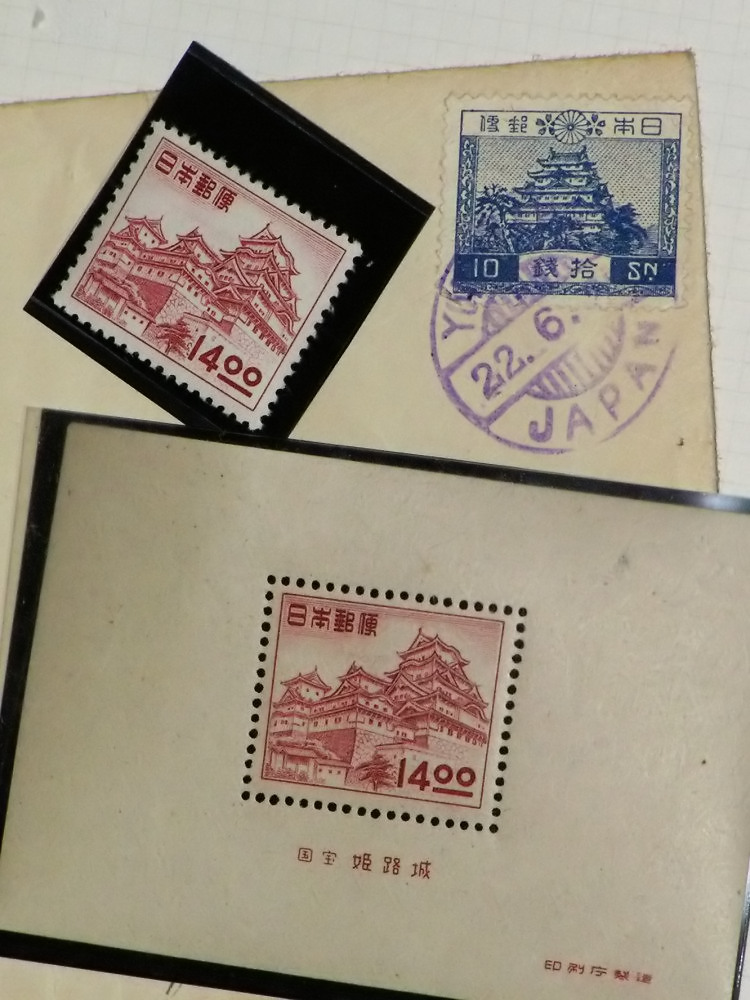 日本郵便
14.00
便郵本日
10 錢拾 SN
22.6.
JAPAN
日本郵便
14.00
国宝 姫路城
印刷庁製造